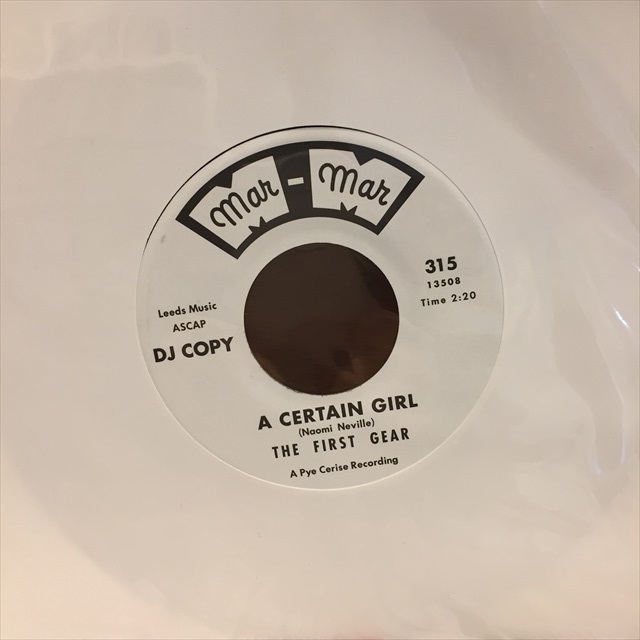 Mar - Mar
315
13508
Time 2:20
Leeds Music
ASCAP
DJ COPY
A CERTAIN GIRL
(Naomi Neville)
THE FIRST GEAR
A Pye Cerise Recording